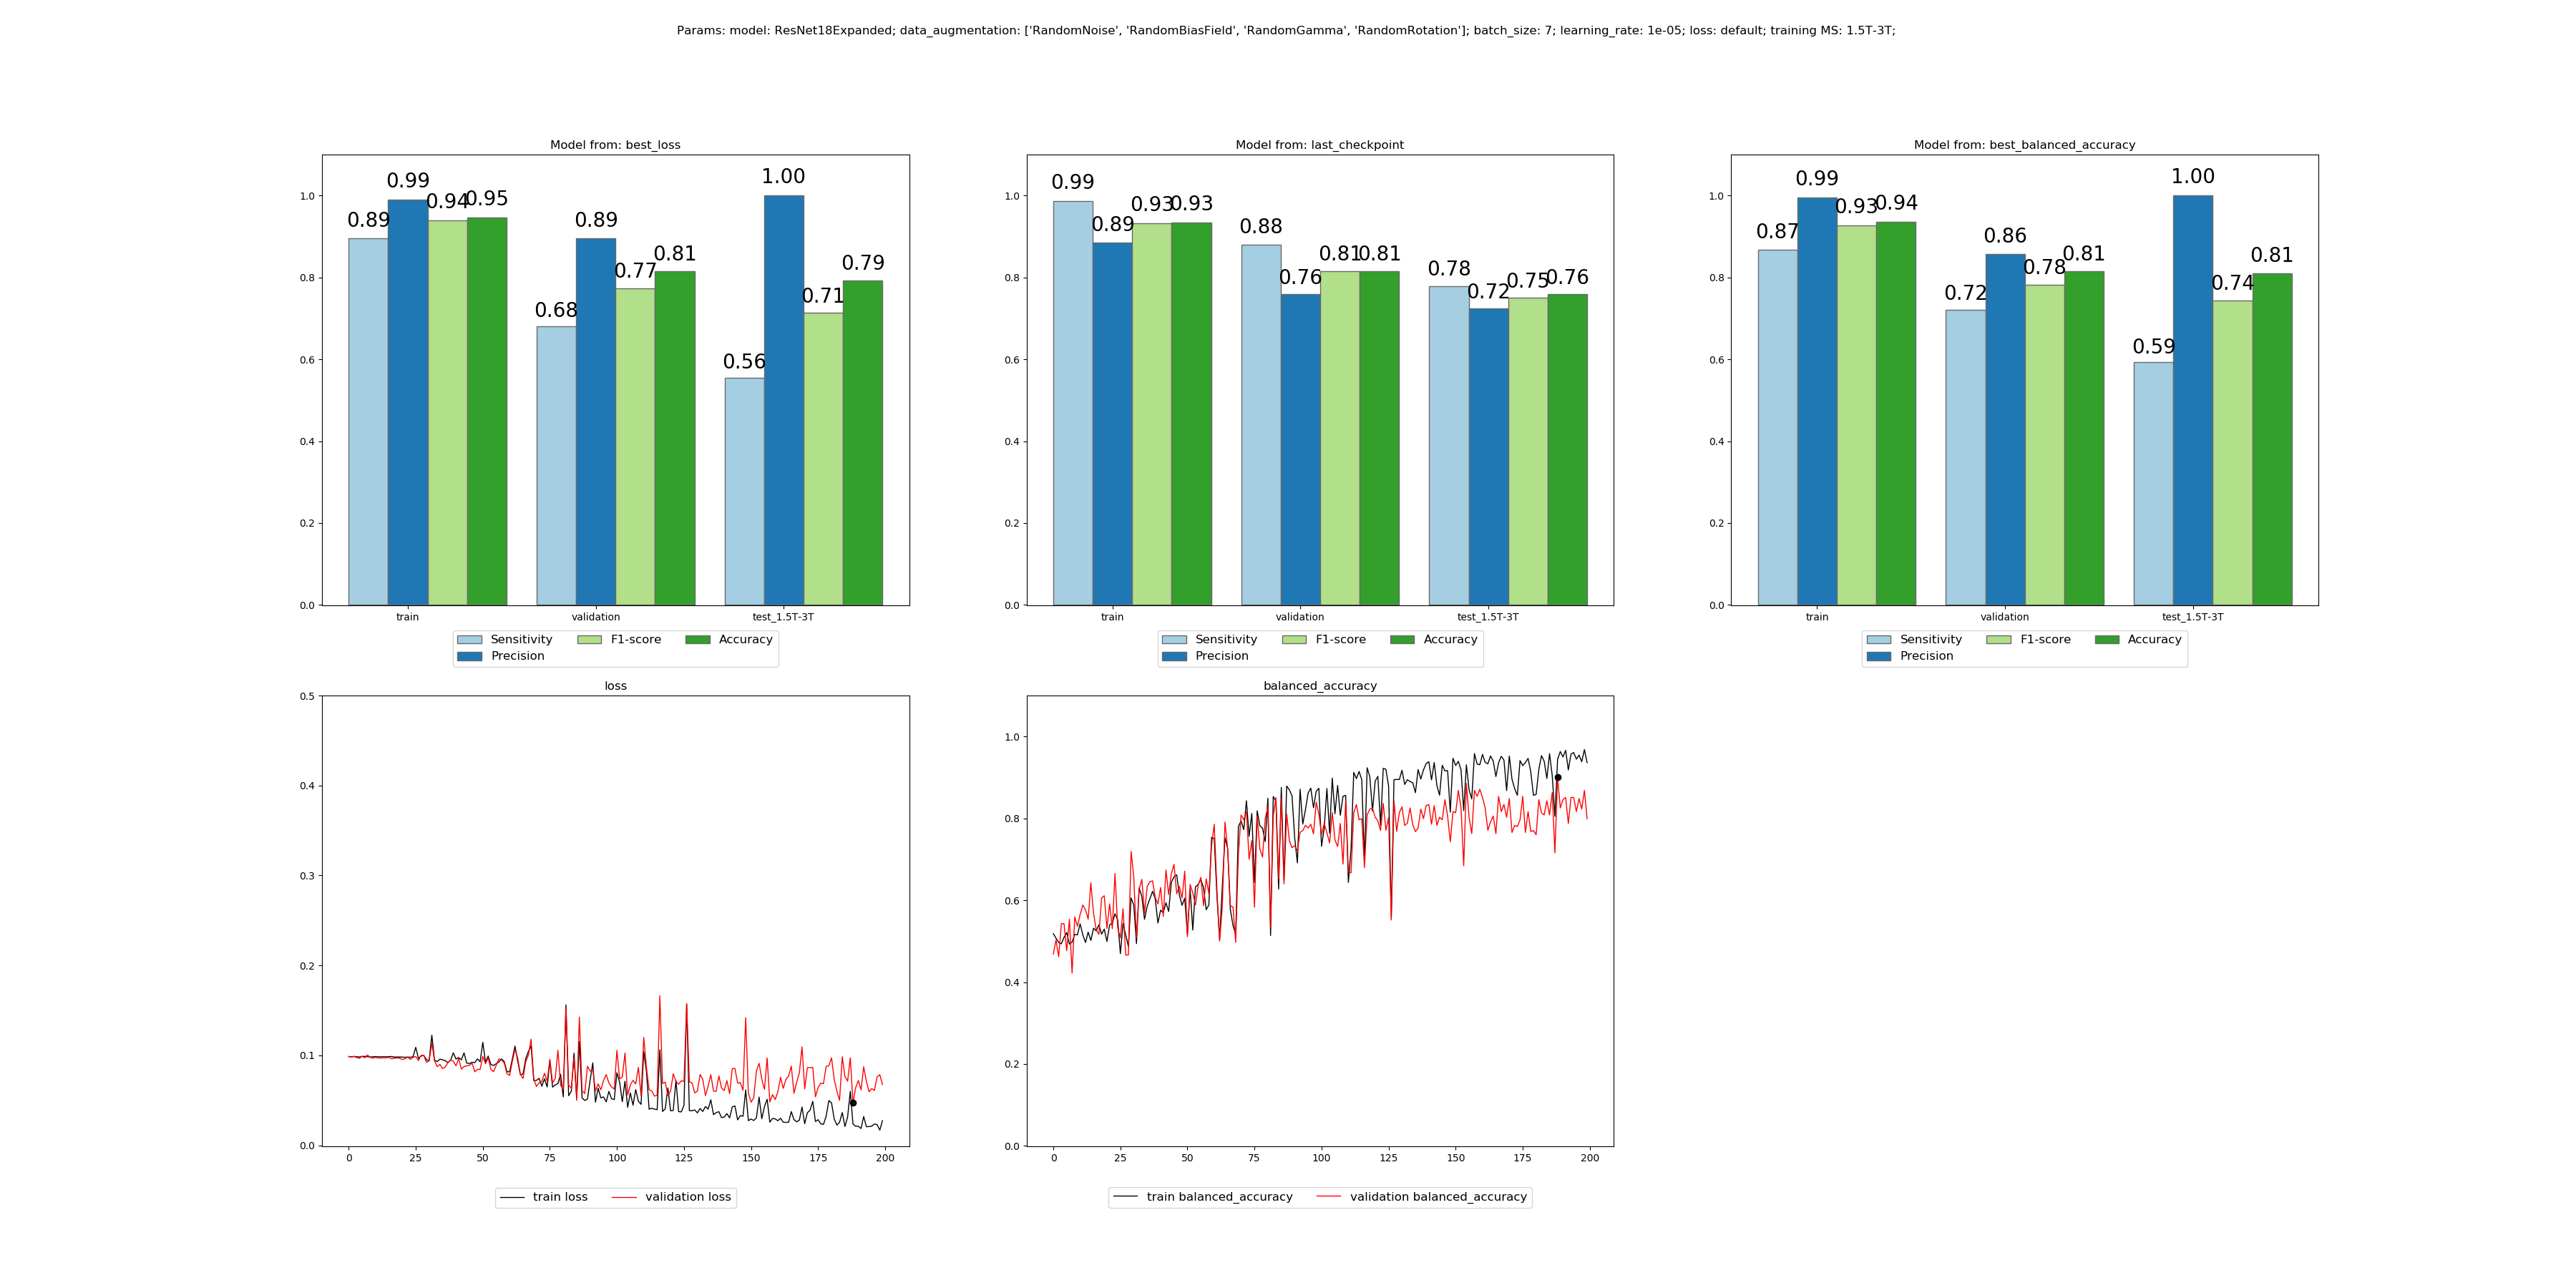 Params: model: ResNet18Expanded; data_augmentation: ['RandomNoise', 'RandomBiasField', 'RandomGamma', 'RandomRotation']; batch_size: 7; learning_rate: 1e-05; loss: default; training MS: 1.5T-3T;
Model from: best_loss
1.0
0.8
0.6
0.4
0.2
0.0
0.89 0.99 0.94 0.95
0.68 0.89 0.77 0.81
0.56 1.00 0.71 0.79
train validation test_1.5T-3T
Sensitivity F1-score Accuracy
Precision
Model from: last_checkpoint
1.0
0.8
0.6
0.4
0.2
0.0
0.99 0.89 0.93 0.93
0.88 0.76 0.81 0.81
0.78 0.72 0.75 0.76
train validation test_1.5T-3T
Sensitivity F1-score Accuracy
Precision
Model from: best_balanced_accuracy
1.0
0.8
0.6
0.4
0.2
0.0
0.87 0.99 0.93 0.94
0.72 0.86 0.78 0.81
0.59 1.00 0.74 0.81
train validation test_1.5T-3T
Sensitivity F1-score Accuracy
Precision
loss
0.5
0.4
0.3
0.2
0.1
0.0
0 25 50 75 100 125 150 175 200
train loss validation loss
balanced_accuracy
1.0
0.8
0.6
0.4
0.2
0.0
0 25 50 75 100 125 150 175 200
train balanced_accuracy validation balanced_accuracy